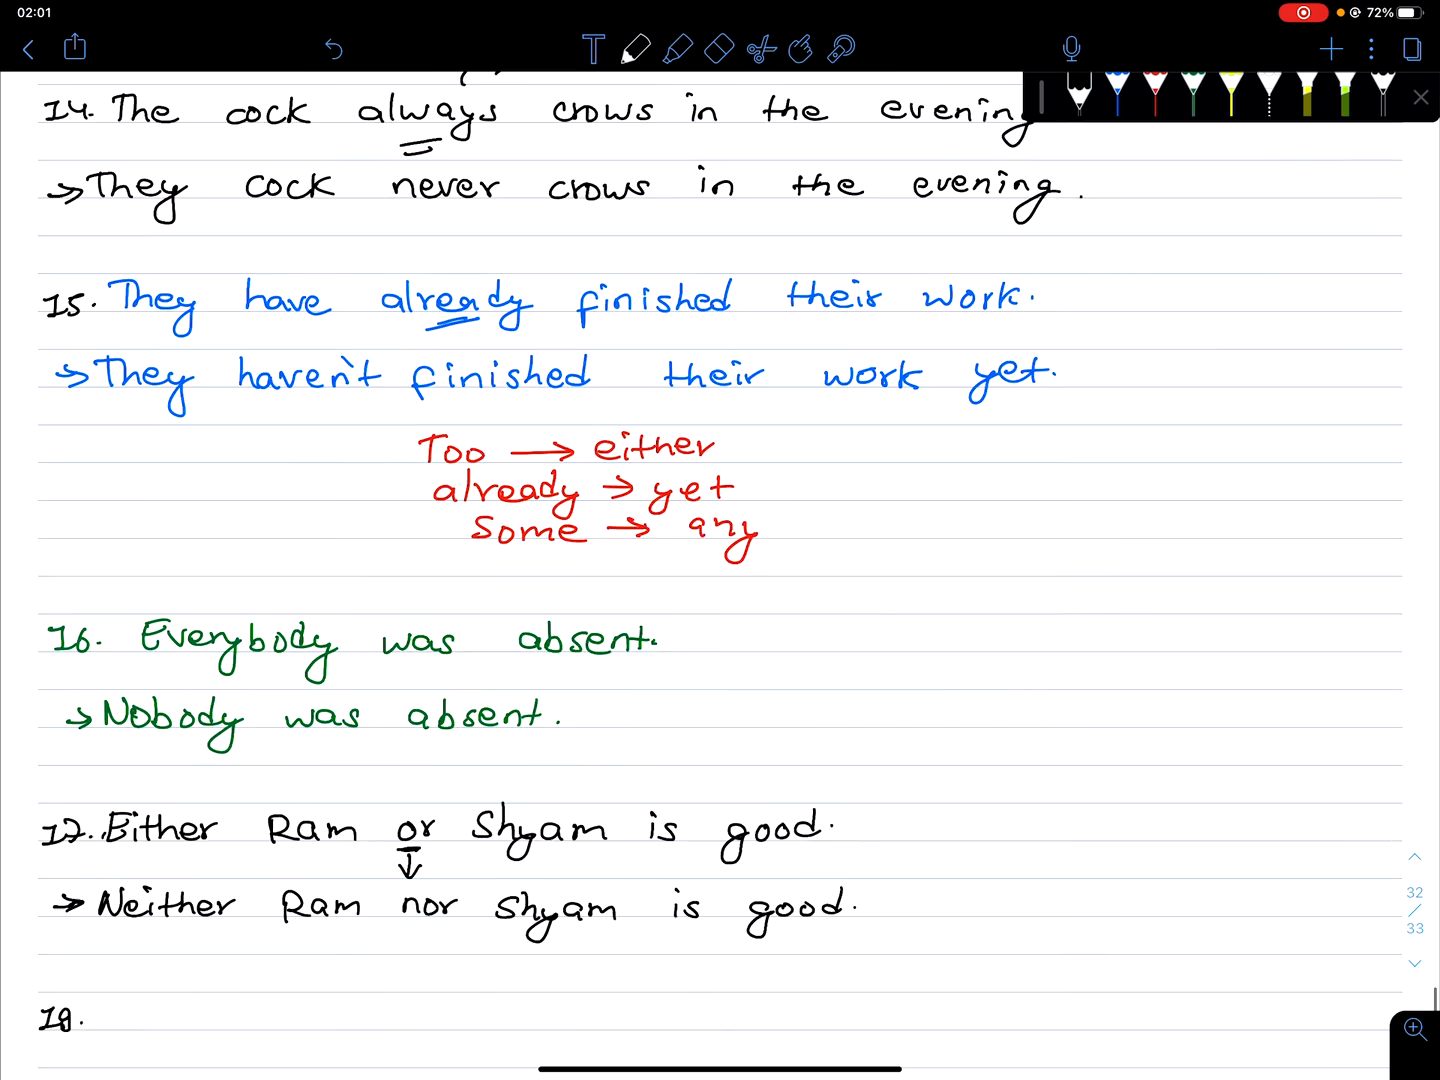 02:01
72%
14. The cock always crows in the evening
→ They cock never crows in the evening.
15. They have already finished their work.
→ They haven't finished their work yet.
Too → either
already → yet
some → any
16. Everybody was absent.
→ Nobody was absent.
17. Either Ram or Shyam is good.
→ Neither Ram nor Shyam is good.
32
/
33
18.